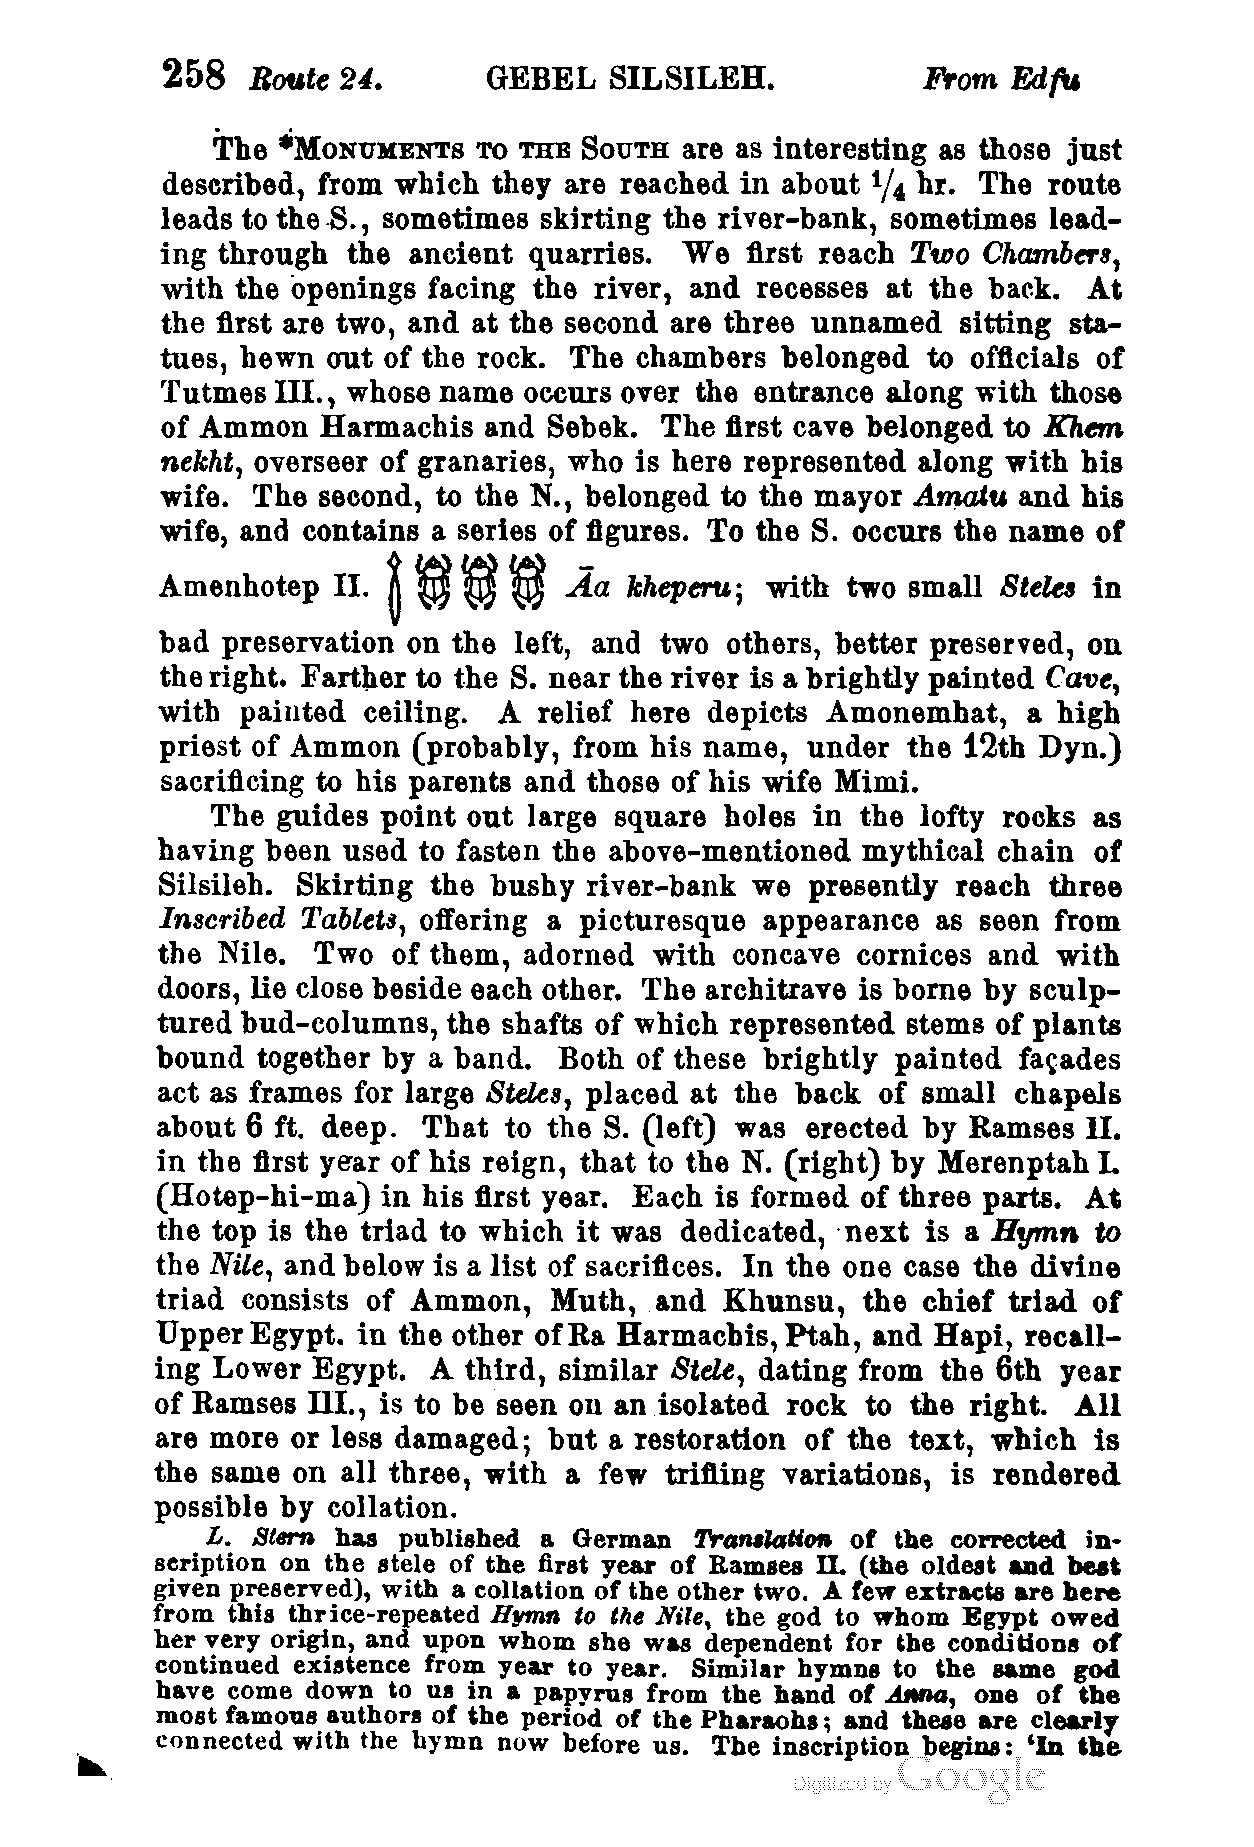 258 Route 24. GEBEL SILSILEH. From Edfu
The *MONUMENTS TO THE SOUTH are as interesting as those just
described, from which they are reached in about 1/4 hr. The route
leads to the S., sometimes skirting the river-bank, sometimes lead-
ing through the ancient quarries. We first reach Two Chambers,
with the openings facing the river, and recesses at the back. At
the first are two, and at the second are three unnamed sitting sta-
tues, hewn out of the rock. The chambers belonged to officials of
Tutmes III., whose name occurs over the entrance along with those
of Ammon Harmachis and Sebek. The first cave belonged to Khem
nekht, overseer of granaries, who is here represented along with his
wife. The second, to the N., belonged to the mayor Amatu and his
wife, and contains a series of figures. To the S. occurs the name of
Amenhotep II. 𓉻𓆣𓆣𓆣 Āa kheperu; with two small Steles in
bad preservation on the left, and two others, better preserved, on
the right. Farther to the S. near the river is a brightly painted Cave,
with painted ceiling. A relief here depicts Amonemhat, a high
priest of Ammon (probably, from his name, under the 12th Dyn.)
sacrificing to his parents and those of his wife Mimi.
The guides point out large square holes in the lofty rocks as
having been used to fasten the above-mentioned mythical chain of
Silsileh. Skirting the bushy river-bank we presently reach three
Inscribed Tablets, offering a picturesque appearance as seen from
the Nile. Two of them, adorned with concave cornices and with
doors, lie close beside each other. The architrave is borne by sculp-
tured bud-columns, the shafts of which represented stems of plants
bound together by a band. Both of these brightly painted façades
act as frames for large Steles, placed at the back of small chapels
about 6 ft. deep. That to the S. (left) was erected by Ramses II.
in the first year of his reign, that to the N. (right) by Merenptah I.
(Hotep-hi-ma) in his first year. Each is formed of three parts. At
the top is the triad to which it was dedicated, next is a Hymn to
the Nile, and below is a list of sacrifices. In the one case the divine
triad consists of Ammon, Muth, and Khunsu, the chief triad of
Upper Egypt. in the other of Ra Harmachis, Ptah, and Hapi, recall-
ing Lower Egypt. A third, similar Stele, dating from the 6th year
of Ramses III., is to be seen on an isolated rock to the right. All
are more or less damaged; but a restoration of the text, which is
the same on all three, with a few trifling variations, is rendered
possible by collation.
L. Stern has published a German Translation of the corrected in-
scription on the stele of the first year of Ramses II. (the oldest and best
given preserved), with a collation of the other two. A few extracts are here
from this thrice-repeated Hymn to the Nile, the god to whom Egypt owed
her very origin, and upon whom she was dependent for the conditions of
continued existence from year to year. Similar hymns to the same god
have come down to us in a papyrus from the hand of Anna, one of the
most famous authors of the period of the Pharaohs; and these are clearly
connected with the hymn now before us. The inscription begins: 'In the
Digitized by Google